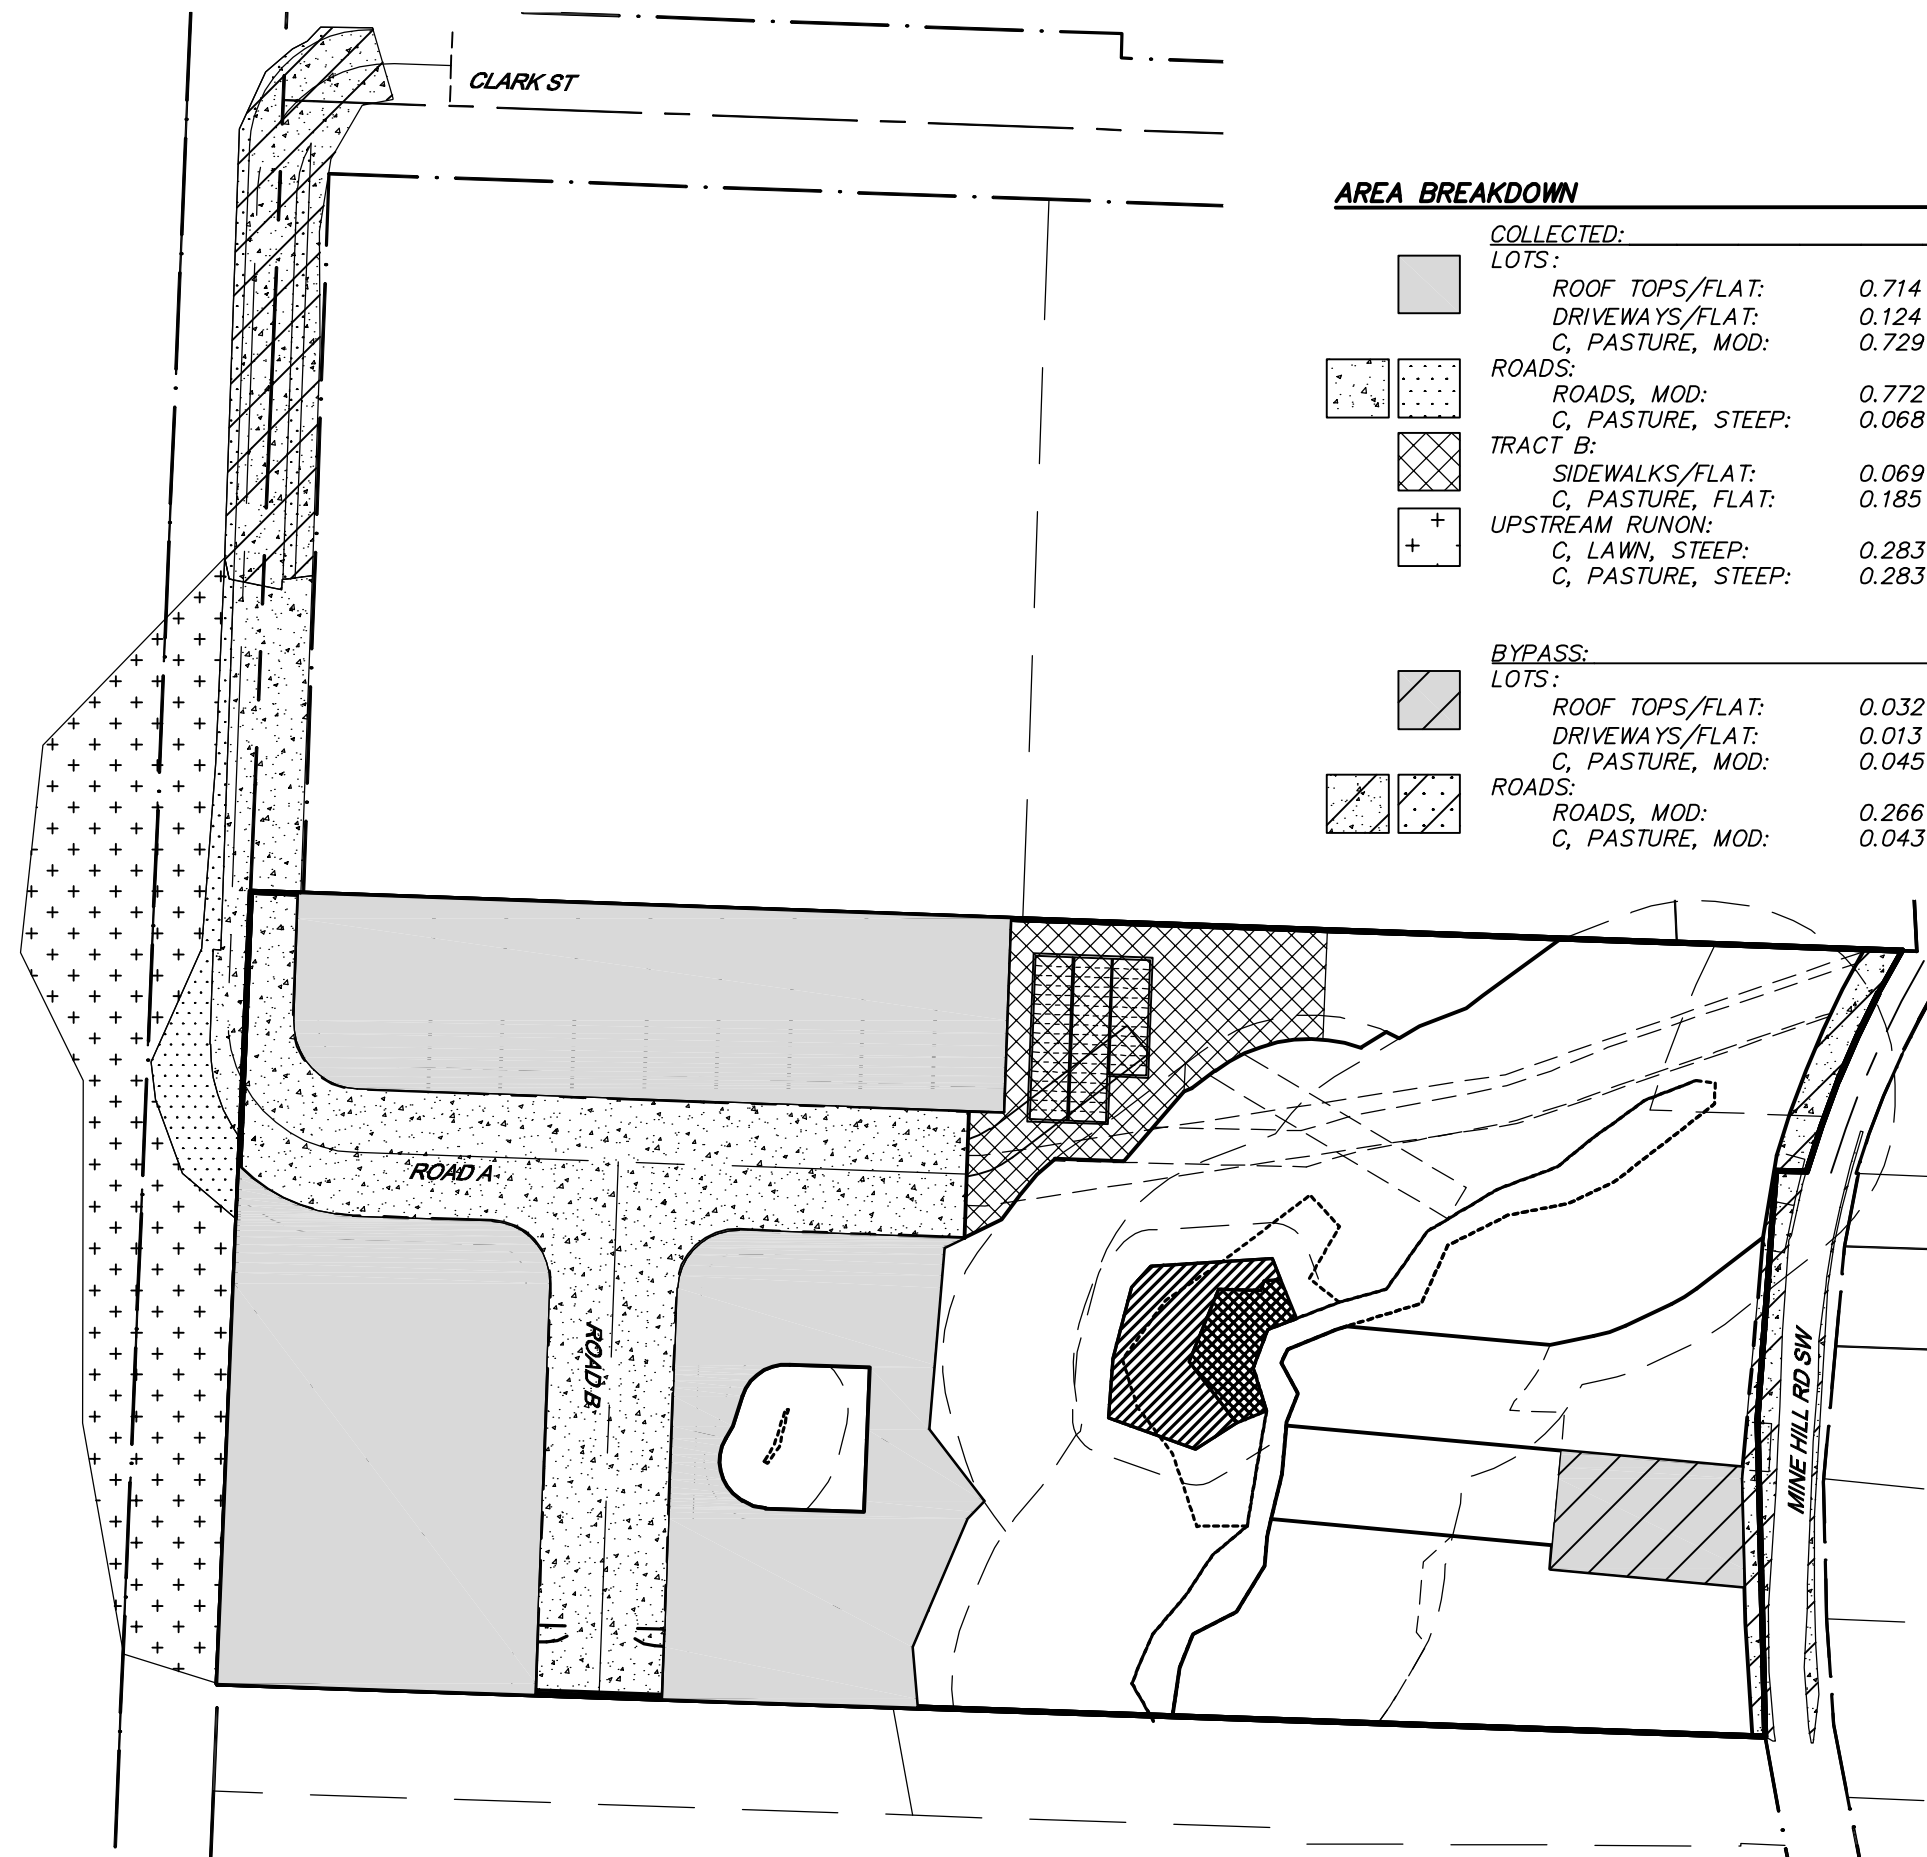 CLARK ST
AREA BREAKDOWN
COLLECTED:
LOTS:
ROOF TOPS/FLAT: 0.714
DRIVEWAYS/FLAT: 0.124
C, PASTURE, MOD: 0.729
ROADS:
ROADS, MOD: 0.772
C, PASTURE, STEEP: 0.068
TRACT B:
SIDEWALKS/FLAT: 0.069
C, PASTURE, FLAT: 0.185
UPSTREAM RUNON:
C, LAWN, STEEP: 0.283
C, PASTURE, STEEP: 0.283
BYPASS:
LOTS:
ROOF TOPS/FLAT: 0.032
DRIVEWAYS/FLAT: 0.013
C, PASTURE, MOD: 0.045
ROADS:
ROADS, MOD: 0.266
C, PASTURE, MOD: 0.043
ROAD A
ROAD B
MINE HILL RD SW